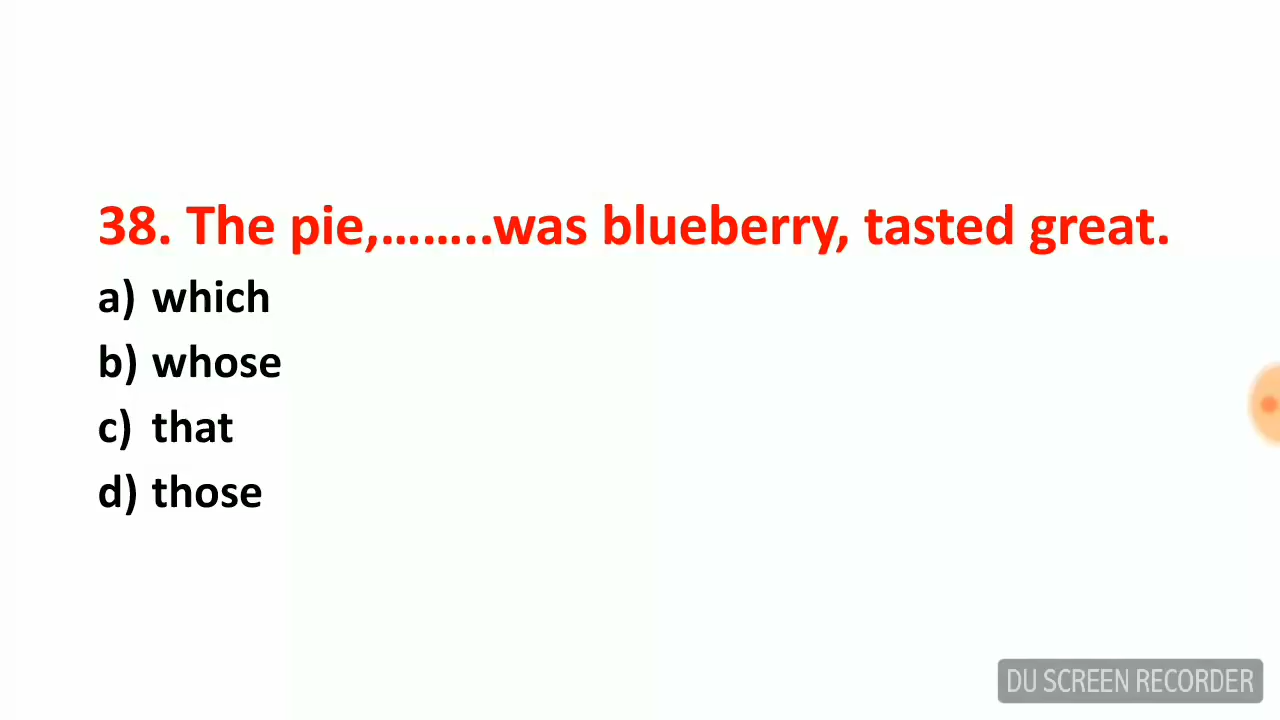 38. The pie,........was blueberry, tasted great.
a) which
b) whose
c) that
d) those
DU SCREEN RECORDER